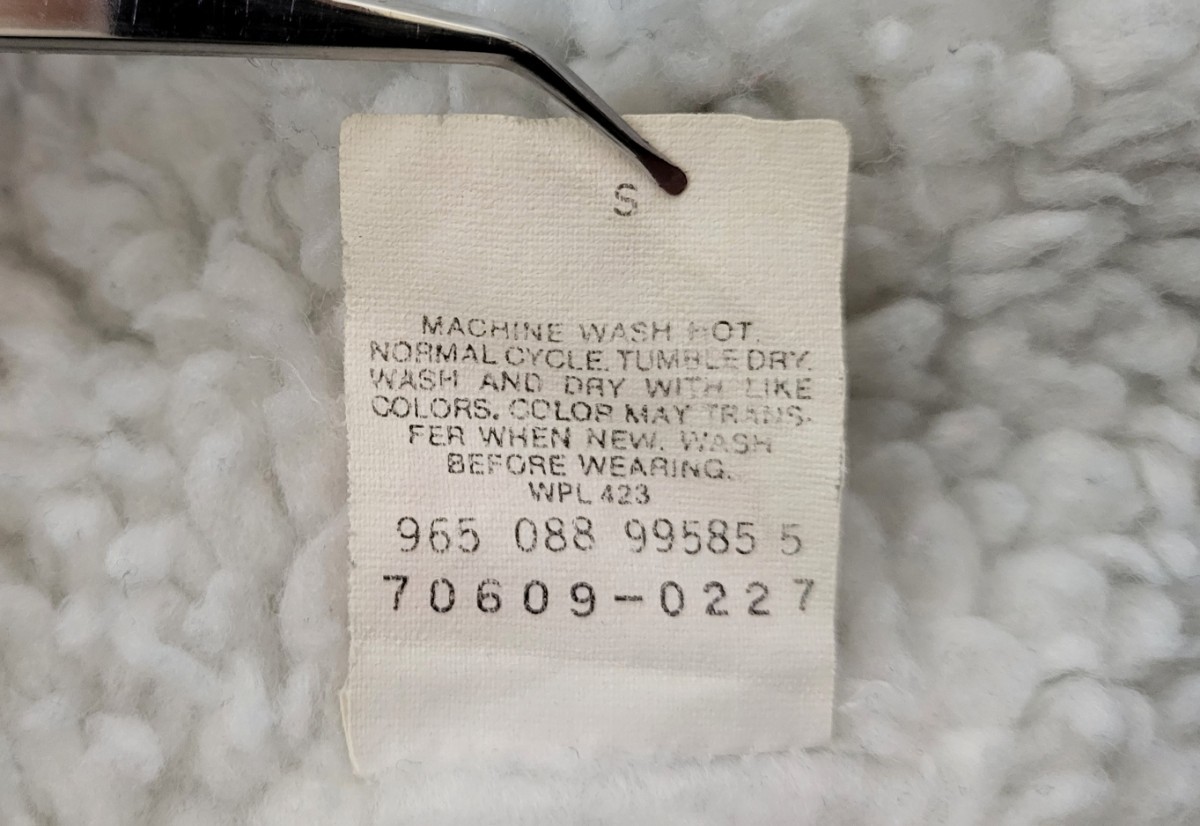 S
MACHINE WASH HOT.
NORMAL CYCLE. TUMBLE DRY.
WASH AND DRY WITH LIKE
COLORS. COLOR MAY TRANS-
FER WHEN NEW. WASH
BEFORE WEARING.
WPL 423
965 088 99585 5
70609-0227